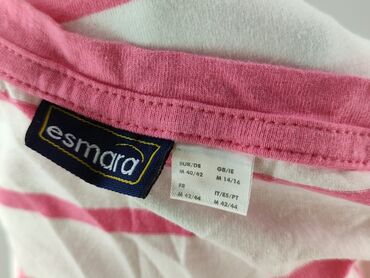 esmara
EUR/DE
M 40/42
GB/IE
M 14/16
FR
M 42/44
IT/ES/PT
M 42/44